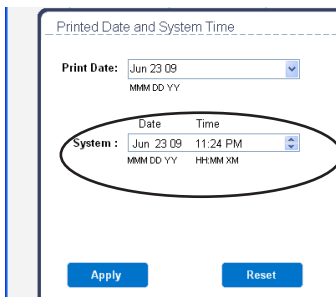 Printed Date and System Time
Print Date: Jun 23 09
MMM DD YY
Date Time
System : Jun 23 09 11:24 PM
MMM DD YY HH:MM XM
Apply Reset